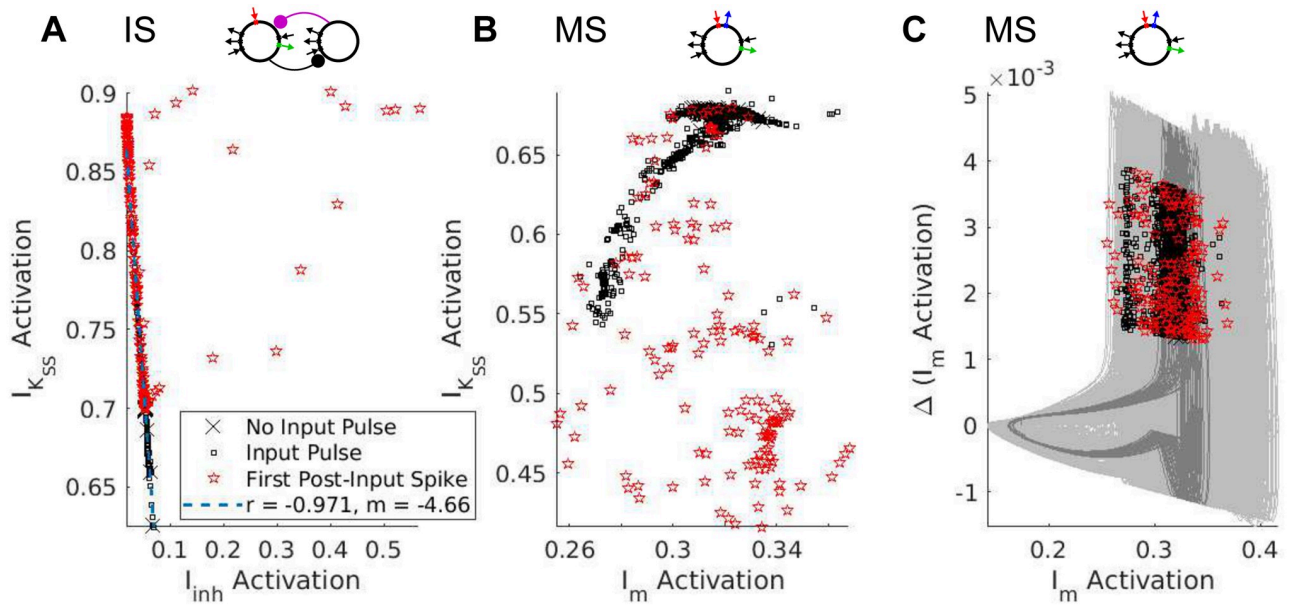 A IS
B MS
C MS
I_K_SS Activation
0.9
0.85
0.8
0.75
0.7
0.65
0.1 0.2 0.3 0.4 0.5
I_inh Activation
No Input Pulse
Input Pulse
First Post-Input Spike
r = -0.971, m = -4.66
I_K_SS Activation
0.65
0.6
0.55
0.5
0.45
0.26 0.3 0.34
I_m Activation
×10^-3
Δ (I_m Activation)
5
4
3
2
1
0
-1
0.2 0.3 0.4
I_m Activation